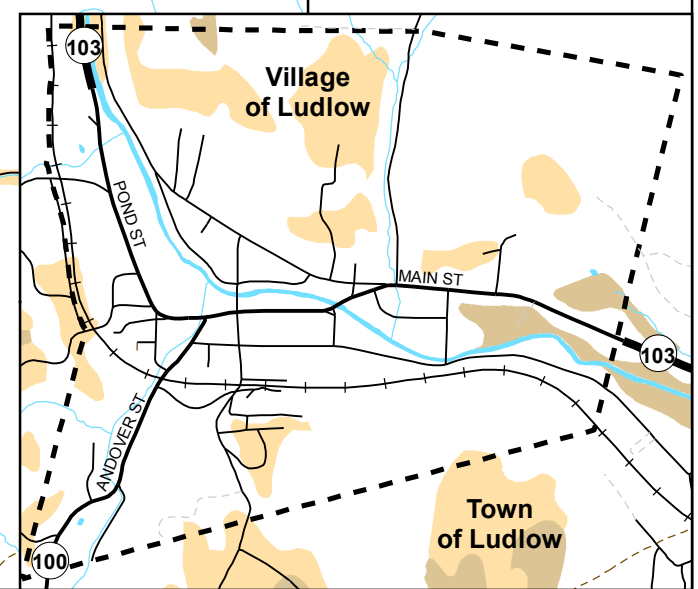 103
Village
of Ludlow
POND ST
MAIN ST
103
ANDOVER ST
Town
of Ludlow
100